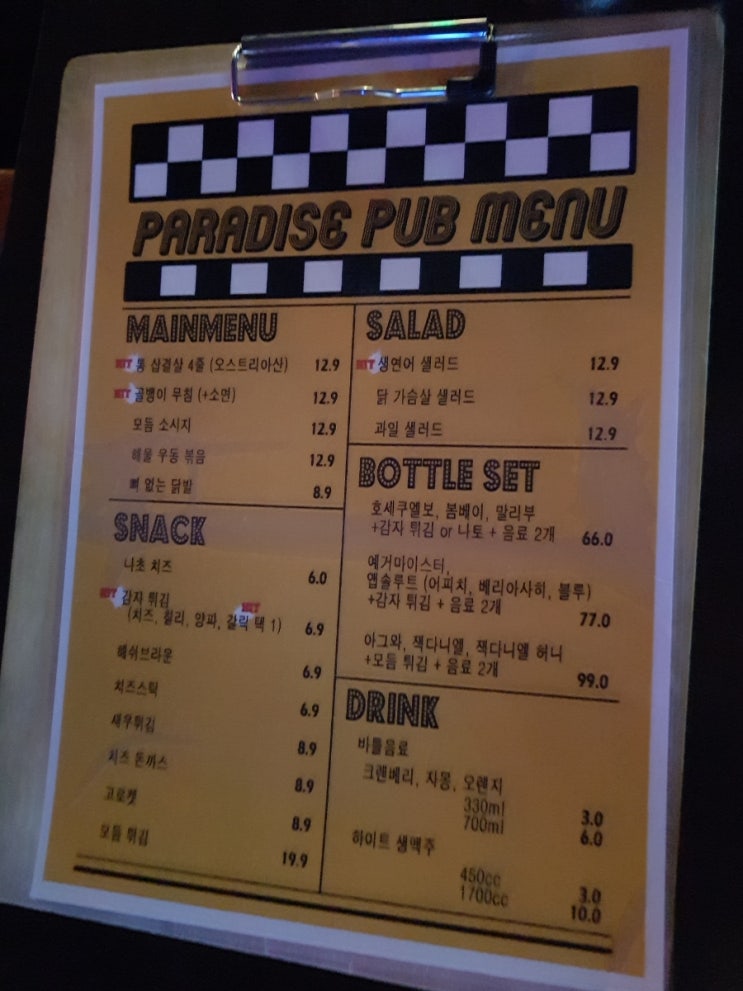 PARADISE PUB MENU
MAINMENU
HIT 통 삽결살 4줄 (오스트리아산) 12.9
HIT 골뱅이 무침 (+소면) 12.9
모듬 소시지 12.9
해물 우동 볶음 12.9
뼈 없는 닭발 8.9
SNACK
나초 치즈 6.0
HIT 감자 튀김 HIT
(치즈, 컬리, 양파, 갈릭 택 1) 6.9
해쉬브라운 6.9
치즈스틱 6.9
새우튀김 8.9
치즈 돈까스 8.9
고로켓 8.9
모듬 튀김 19.9
SALAD
HIT 생연어 샐러드 12.9
닭 가슴살 샐러드 12.9
과일 샐러드 12.9
BOTTLE SET
호세쿠엘보, 봄베이, 말리부
+감자 튀김 or 나토 + 음료 2개 66.0
예거마이스터,
앱솔루트 (어피치, 베리아사히, 블루)
+감자 튀김 + 음료 2개 77.0
아그와, 잭다니엘, 잭다니엘 허니
+모듬 튀김 + 음료 2개 99.0
DRINK
바틀음료
크랜베리, 자몽, 오렌지
330ml 3.0
700ml 6.0
하이트 생맥주
450cc 3.0
1700cc 10.0